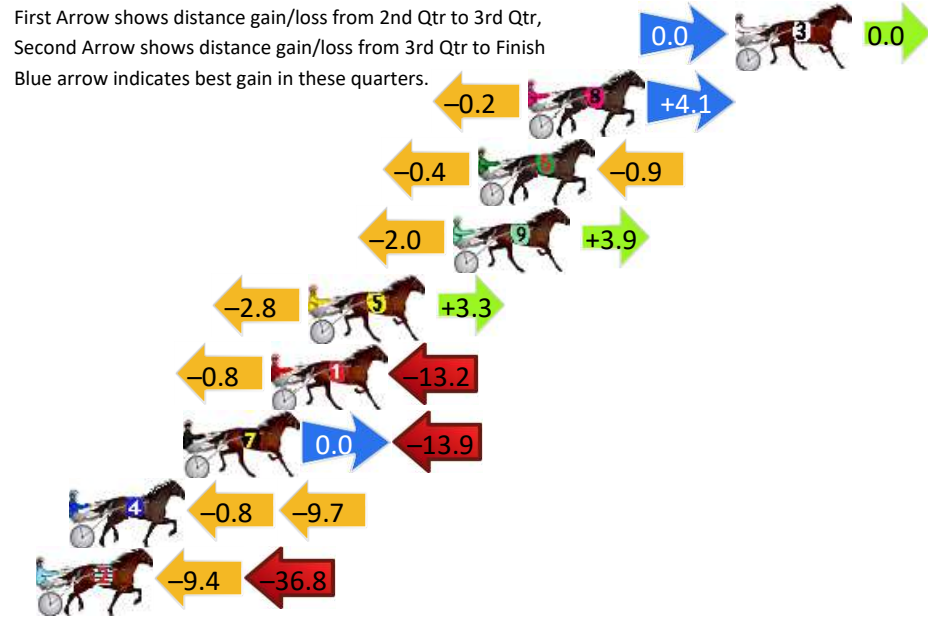 First Arrow shows distance gain/loss from 2nd Qtr to 3rd Qtr,
Second Arrow shows distance gain/loss from 3rd Qtr to Finish
Blue arrow indicates best gain in these quarters.
0.0 3 0.0
–0.2 8 +4.1
–0.4 6 –0.9
–2.0 9 +3.9
–2.8 5 +3.3
–0.8 1 –13.2
7 0.0 –13.9
4 –0.8 –9.7
–9.4 –36.8